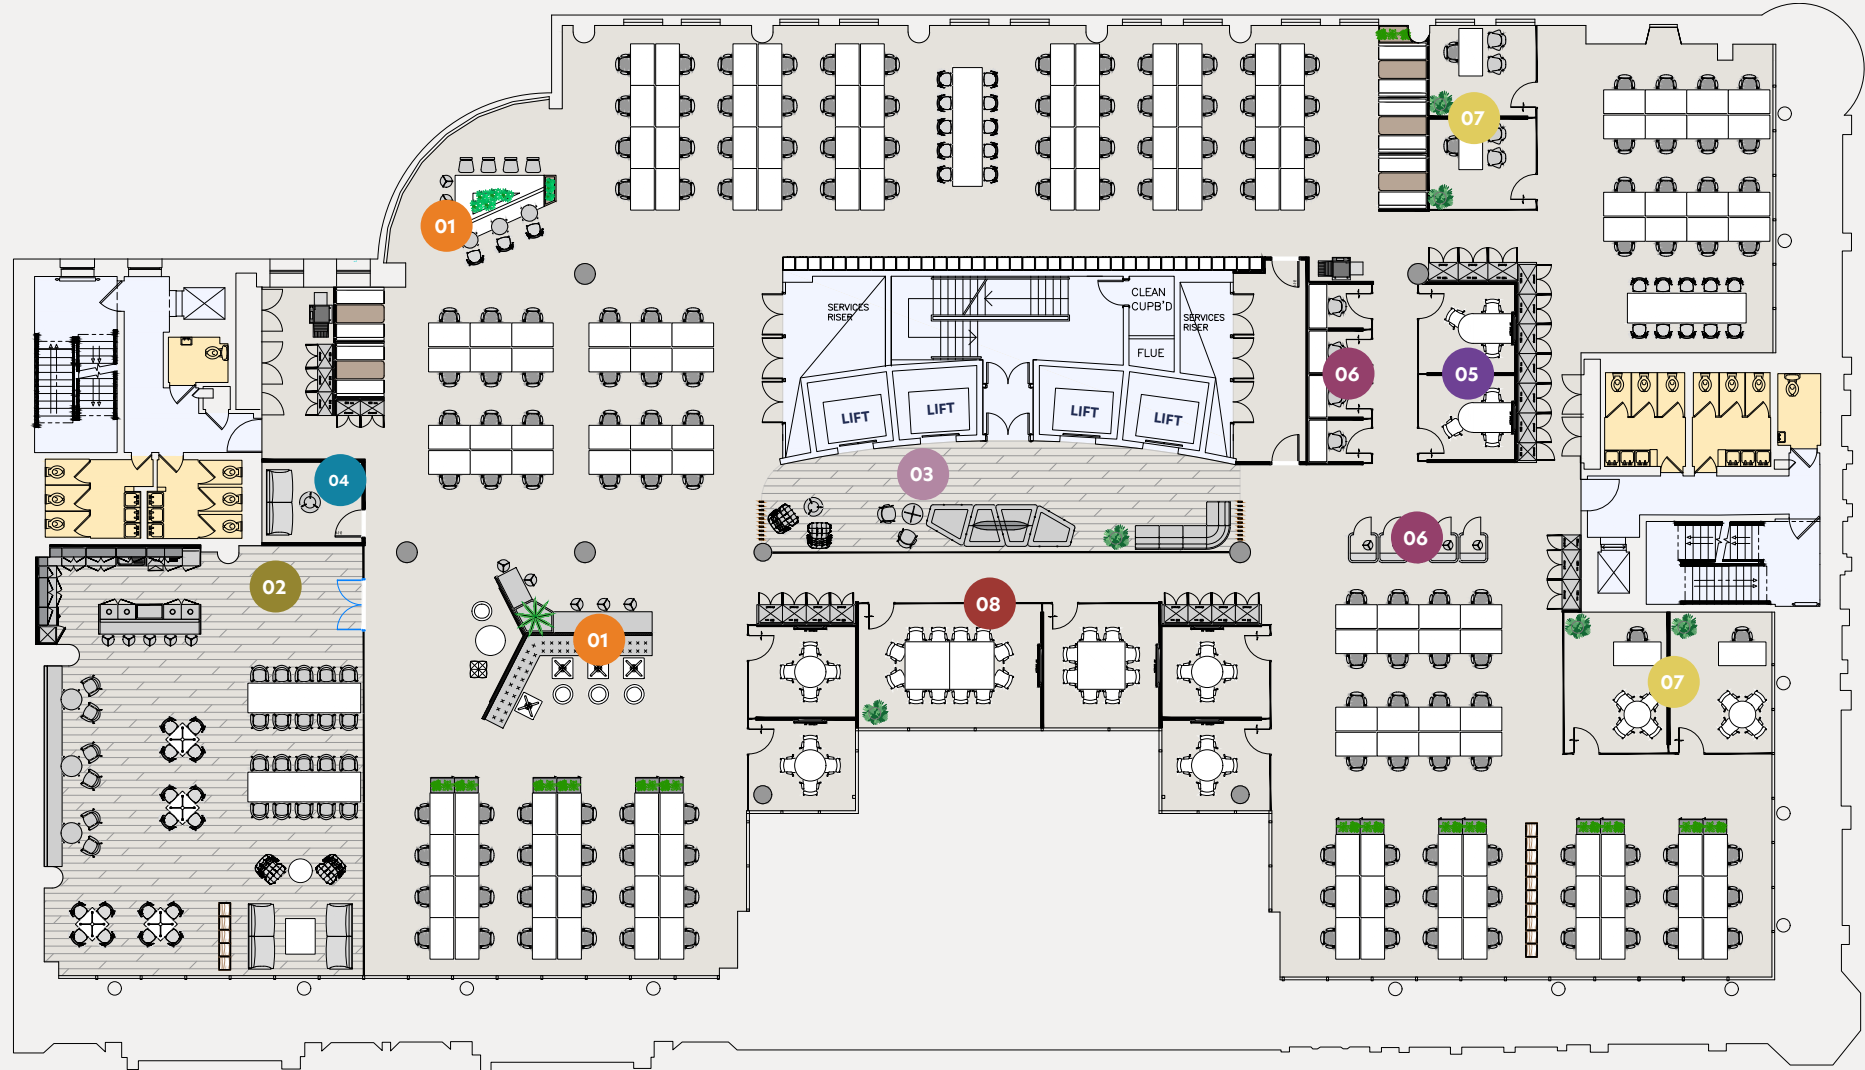 07
01
CLEAN
CUPB'D
SERVICES
RISER
SERVICES
RISER
FLUE
06
05
LIFT
LIFT
LIFT
LIFT
03
04
06
02
08
01
07